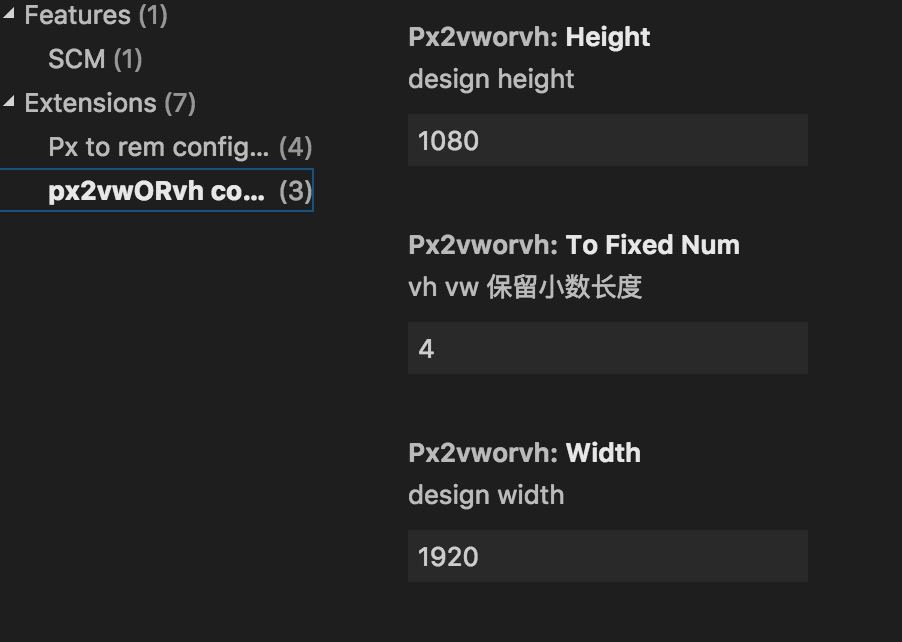 Features (1)
SCM (1)
Extensions (7)
Px to rem config... (4)
px2vwORvh co... (3)
Px2vworvh: Height
design height
1080
Px2vworvh: To Fixed Num
vh vw 保留小数长度
4
Px2vworvh: Width
design width
1920